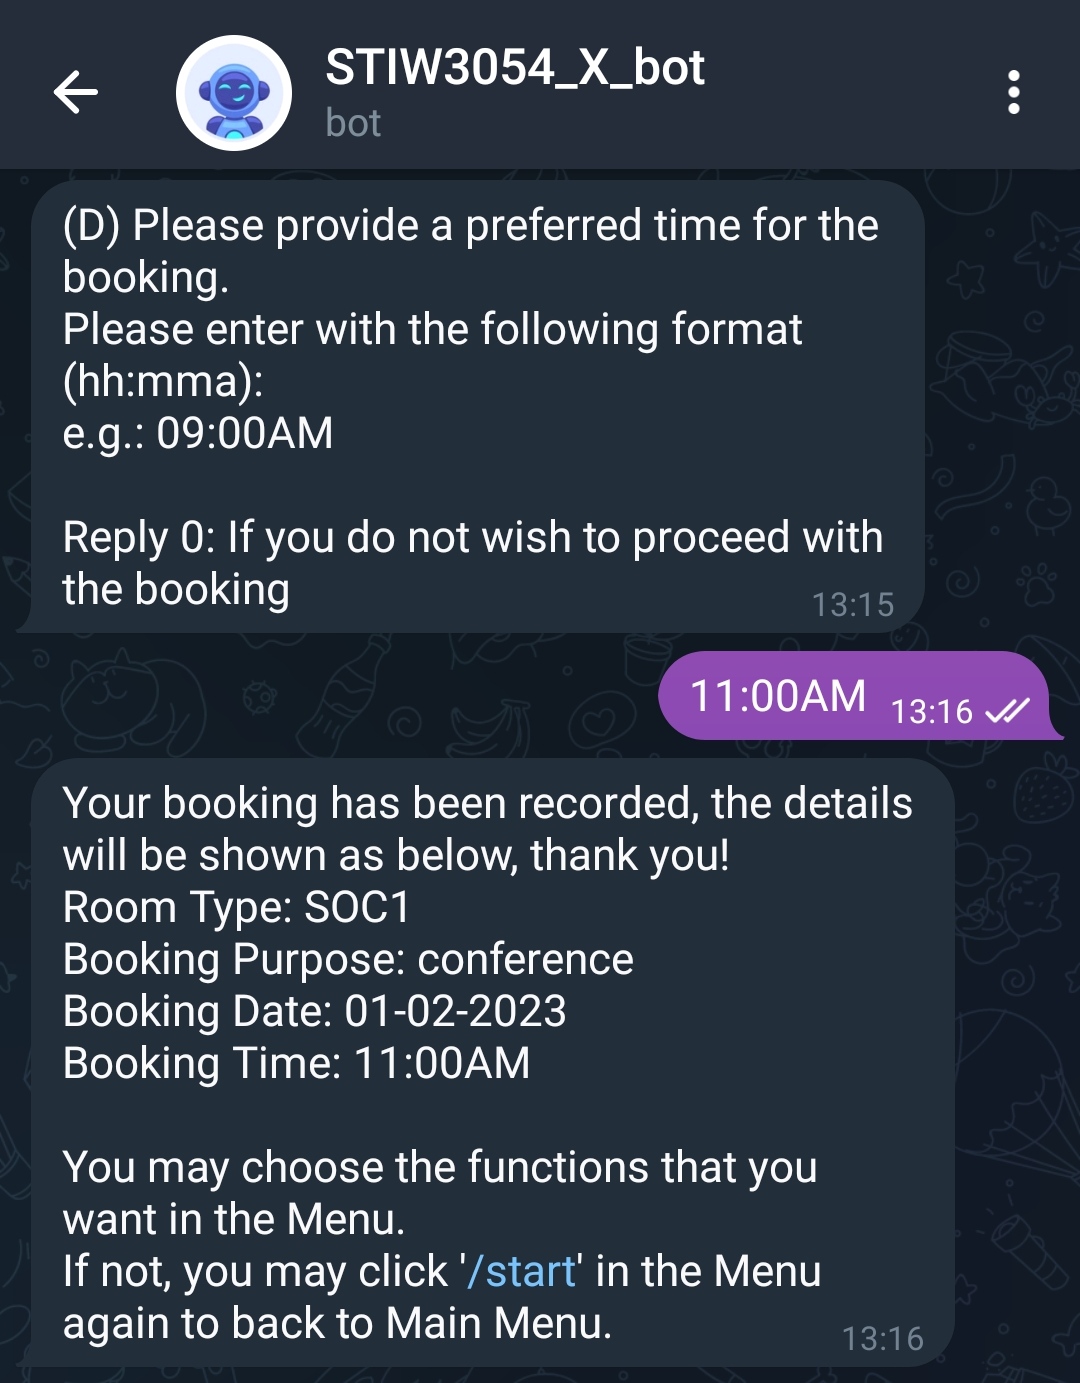 STIW3054_X_bot
bot
(D) Please provide a preferred time for the
booking.
Please enter with the following format
(hh:mma):
e.g.: 09:00AM
Reply 0: If you do not wish to proceed with
the booking
13:15
11:00AM 13:16
Your booking has been recorded, the details
will be shown as below, thank you!
Room Type: SOC1
Booking Purpose: conference
Booking Date: 01-02-2023
Booking Time: 11:00AM
You may choose the functions that you
want in the Menu.
If not, you may click '/start' in the Menu
again to back to Main Menu.
13:16